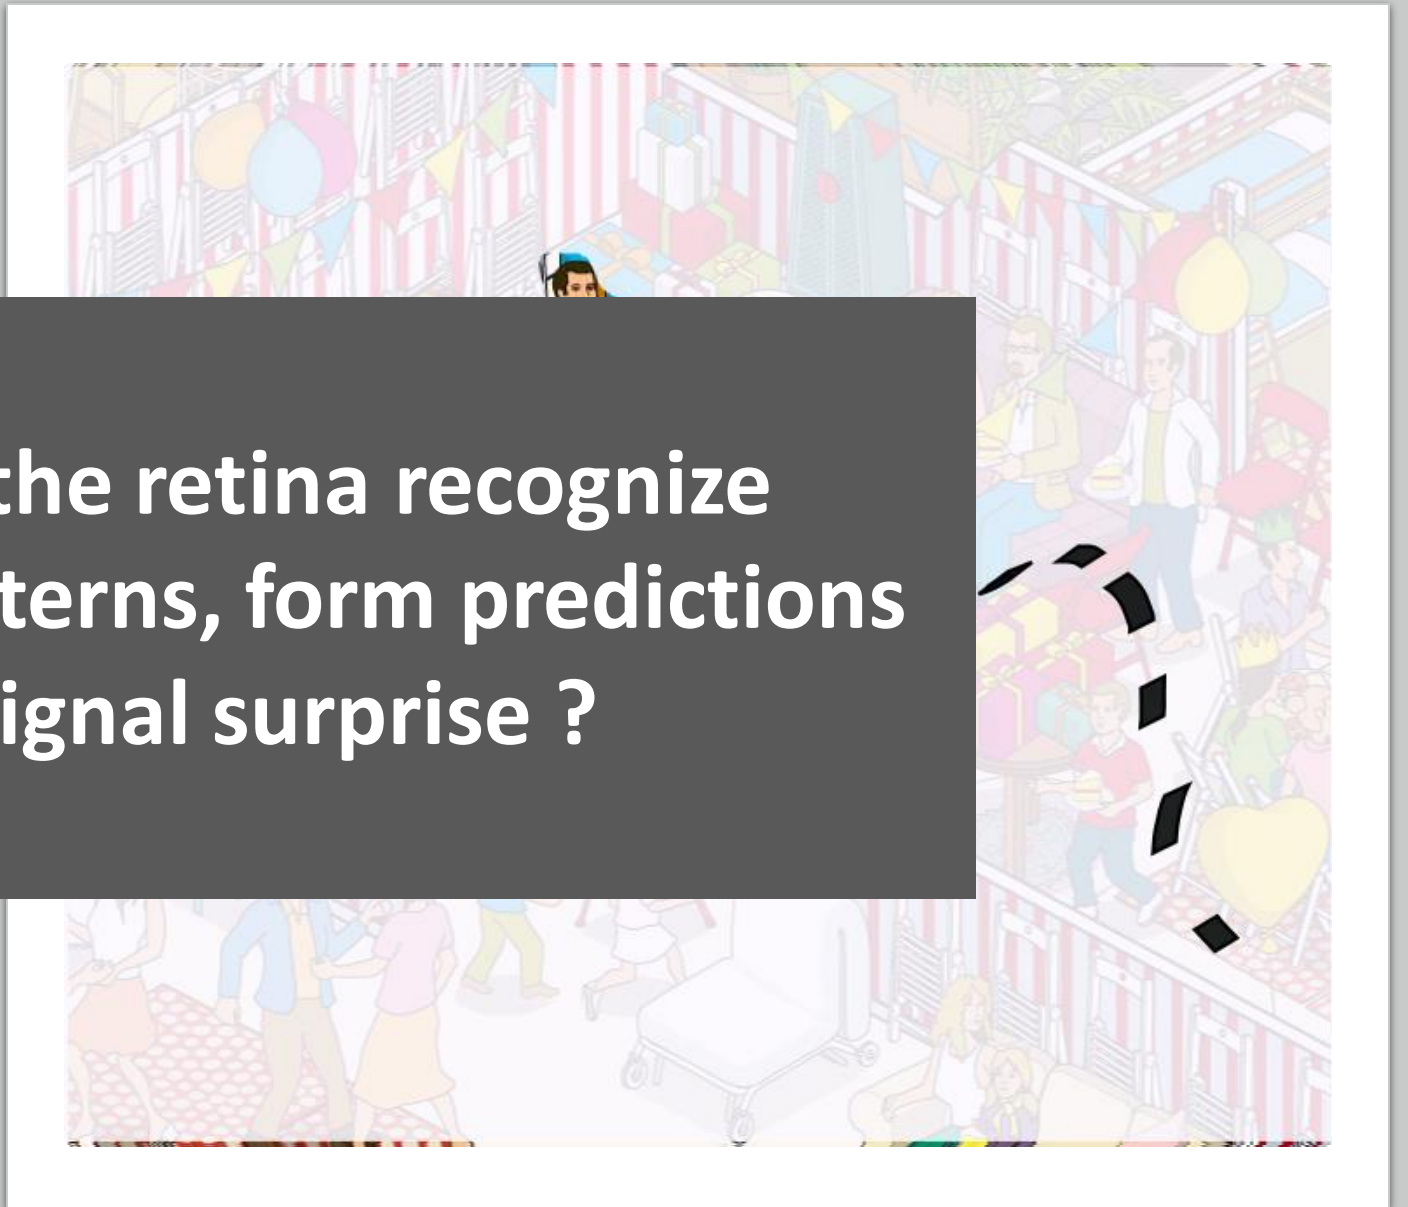 the retina recognize
terns, form predictions
ignal surprise ?